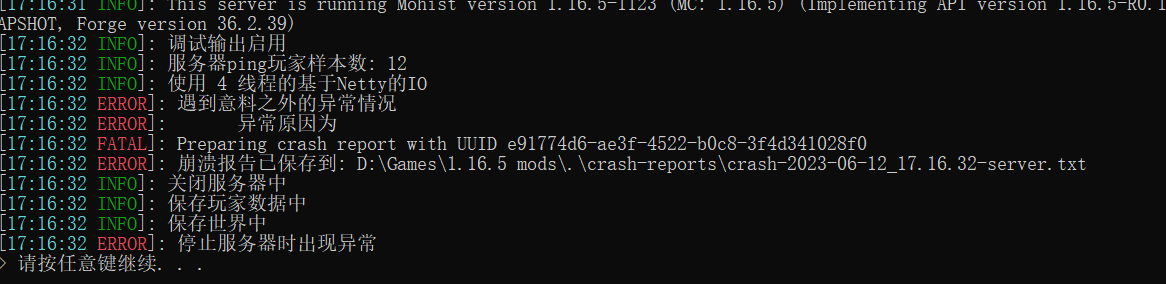 [17:16:31 INFO]: This server is running Mohist version 1.16.5-1123 (MC: 1.16.5) (Implementing API version 1.16.5-R0.1
APSHOT, Forge version 36.2.39)
[17:16:32 INFO]: 调试输出启用
[17:16:32 INFO]: 服务器ping玩家样本数: 12
[17:16:32 INFO]: 使用 4 线程的基于Netty的IO
[17:16:32 ERROR]: 遇到意料之外的异常情况
[17:16:32 ERROR]: 异常原因为
[17:16:32 FATAL]: Preparing crash report with UUID e91774d6-ae3f-4522-b0c8-3f4d341028f0
[17:16:32 ERROR]: 崩溃报告已保存到: D:\Games\1.16.5 mods\.\crash-reports\crash-2023-06-12_17.16.32-server.txt
[17:16:32 INFO]: 关闭服务器中
[17:16:32 INFO]: 保存玩家数据中
[17:16:32 INFO]: 保存世界中
[17:16:32 ERROR]: 停止服务器时出现异常
> 请按任意键继续. . .